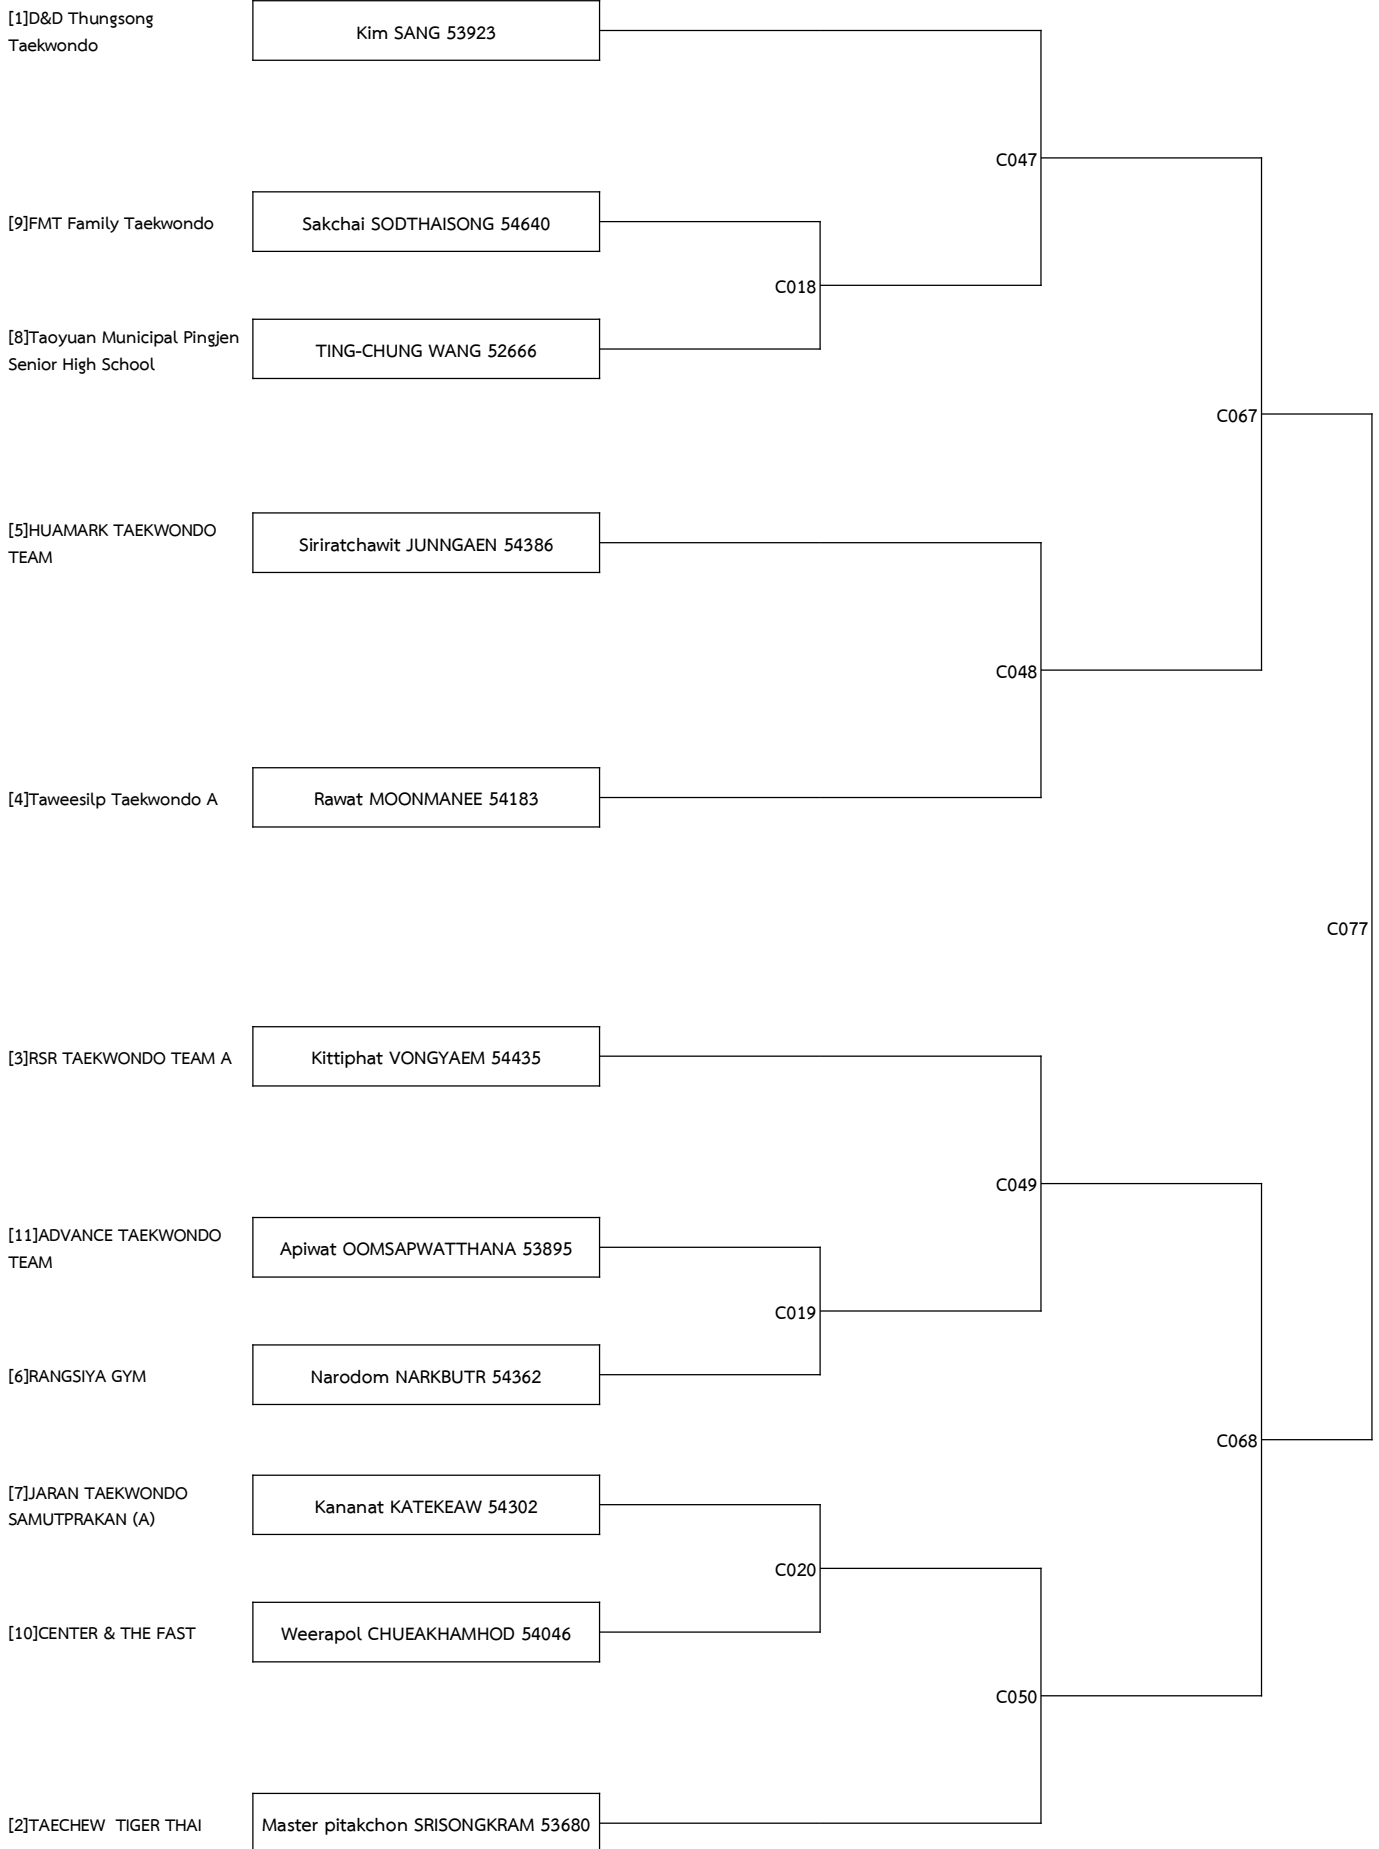 [1]D&D Thungsong
Taekwondo
Kim SANG 53923
C047
[9]FMT Family Taekwondo
Sakchai SODTHAISONG 54640
C018
[8]Taoyuan Municipal Pingjen
Senior High School
TING-CHUNG WANG 52666
C067
[5]HUAMARK TAEKWONDO
TEAM
Siriratchawit JUNNGAEN 54386
C048
[4]Taweesilp Taekwondo A
Rawat MOONMANEE 54183
C077
[3]RSR TAEKWONDO TEAM A
Kittiphat VONGYAEM 54435
C049
[11]ADVANCE TAEKWONDO
TEAM
Apiwat OOMSAPWATTHANA 53895
C019
[6]RANGSIYA GYM
Narodom NARKBUTR 54362
C068
[7]JARAN TAEKWONDO
SAMUTPRAKAN (A)
Kananat KATEKEAW 54302
C020
[10]CENTER & THE FAST
Weerapol CHUEAKHAMHOD 54046
C050
[2]TAECHEW  TIGER THAI
Master pitakchon SRISONGKRAM 53680